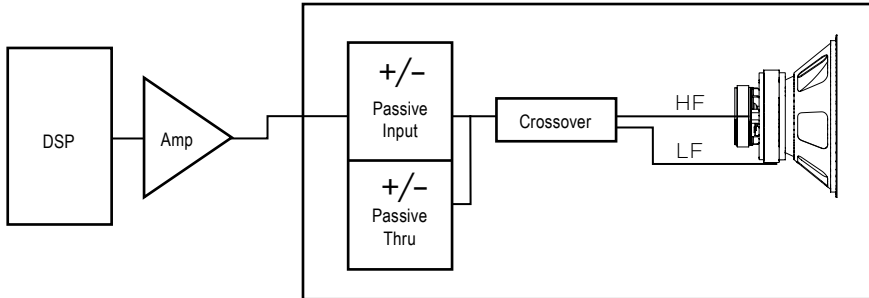 DSP
Amp
+/–
Passive
Input
+/–
Passive
Thru
Crossover
HF
LF